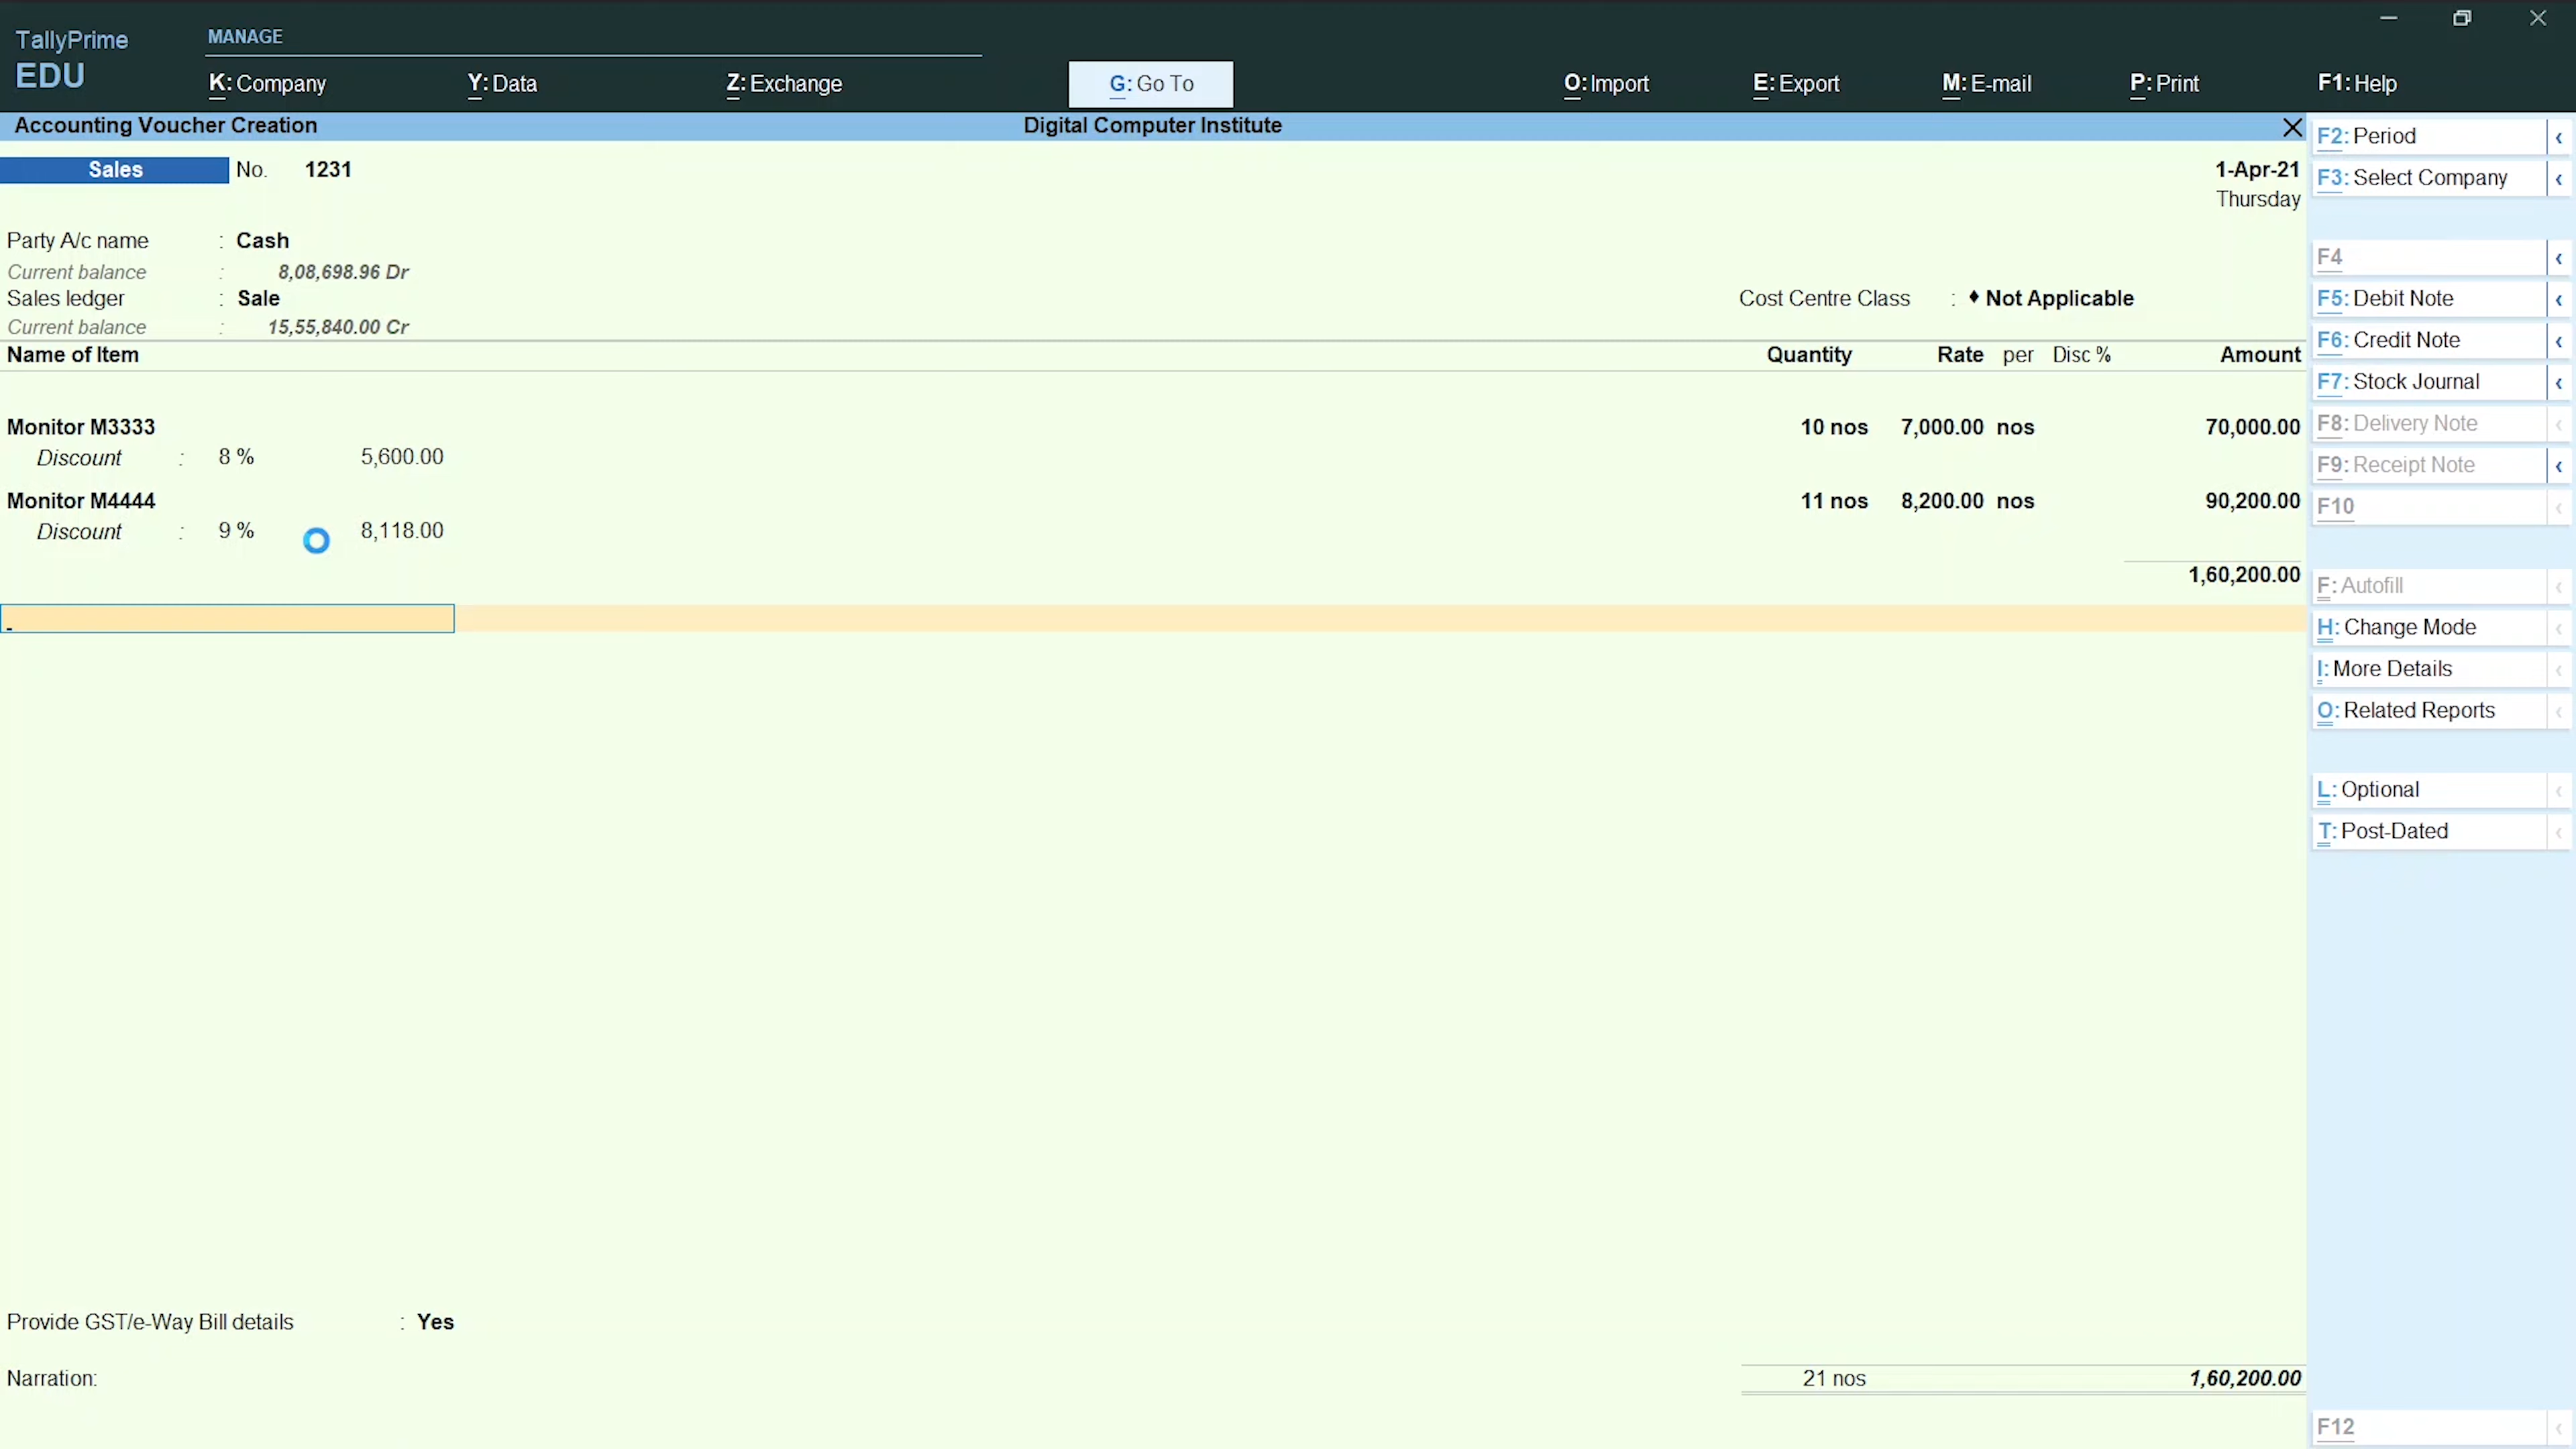 TallyPrime
EDU
MANAGE
K: Company Y: Data Z: Exchange G: Go To O: Import E: Export M: E-mail P: Print F1: Help
Accounting Voucher Creation Digital Computer Institute
Sales No. 1231 1-Apr-21
Thursday
Party A/c name : Cash
Current balance : 8,08,698.96 Dr
Sales ledger : Sale Cost Centre Class : ♦ Not Applicable
Current balance : 15,55,840.00 Cr
Name of Item Quantity Rate per Disc % Amount
Monitor M3333 10 nos 7,000.00 nos 70,000.00
Discount : 8 % 5,600.00
Monitor M4444 11 nos 8,200.00 nos 90,200.00
Discount : 9 % 8,118.00
1,60,200.00
Provide GST/e-Way Bill details : Yes
Narration: 21 nos 1,60,200.00
F2: Period
F3: Select Company
F4
F5: Debit Note
F6: Credit Note
F7: Stock Journal
F8: Delivery Note
F9: Receipt Note
F10
F: Autofill
H: Change Mode
I: More Details
O: Related Reports
L: Optional
T: Post-Dated
F12